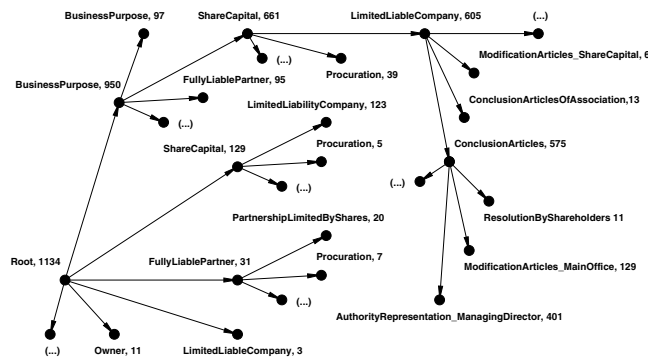 BusinessPurpose, 97
ShareCapital, 661
LimitedLiableCompany, 605
(...)
ModificationArticles_ShareCapital, 6
(...)
Procuration, 39
BusinessPurpose, 950
FullyLiablePartner, 95
(...)
ConclusionArticlesOfAssociation,13
LimitedLiabilityCompany, 123
ShareCapital, 129
Procuration, 5
(...)
ConclusionArticles, 575
(...)
ResolutionByShareholders 11
PartnershipLimitedByShares, 20
Root, 1134
FullyLiablePartner, 31
Procuration, 7
(...)
ModificationArticles_MainOffice, 129
AuthorityRepresentation_ManagingDirector, 401
(...)
Owner, 11
LimitedLiableCompany, 3